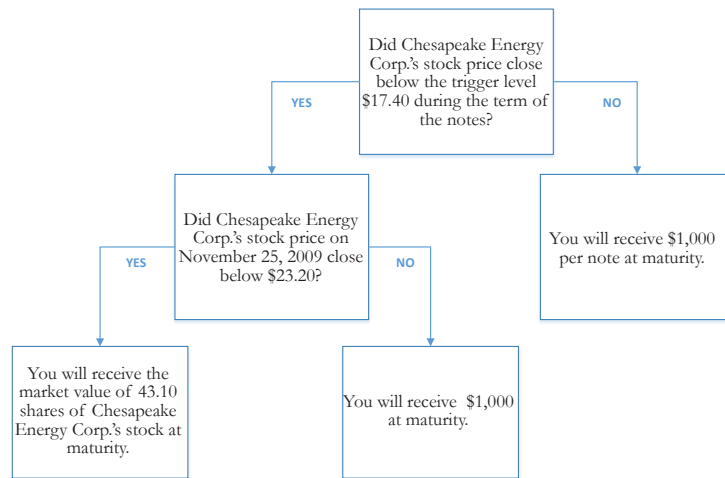 Did Chesapeake Energy
Corp.'s stock price close
below the trigger level
$17.40 during the term of
the notes?
YES
NO
Did Chesapeake Energy
Corp.'s stock price on
November 25, 2009 close
below $23.20?
You will receive $1,000
per note at maturity.
YES
NO
You will receive the
market value of 43.10
shares of Chesapeake
Energy Corp.'s stock at
maturity.
You will receive $1,000
at maturity.